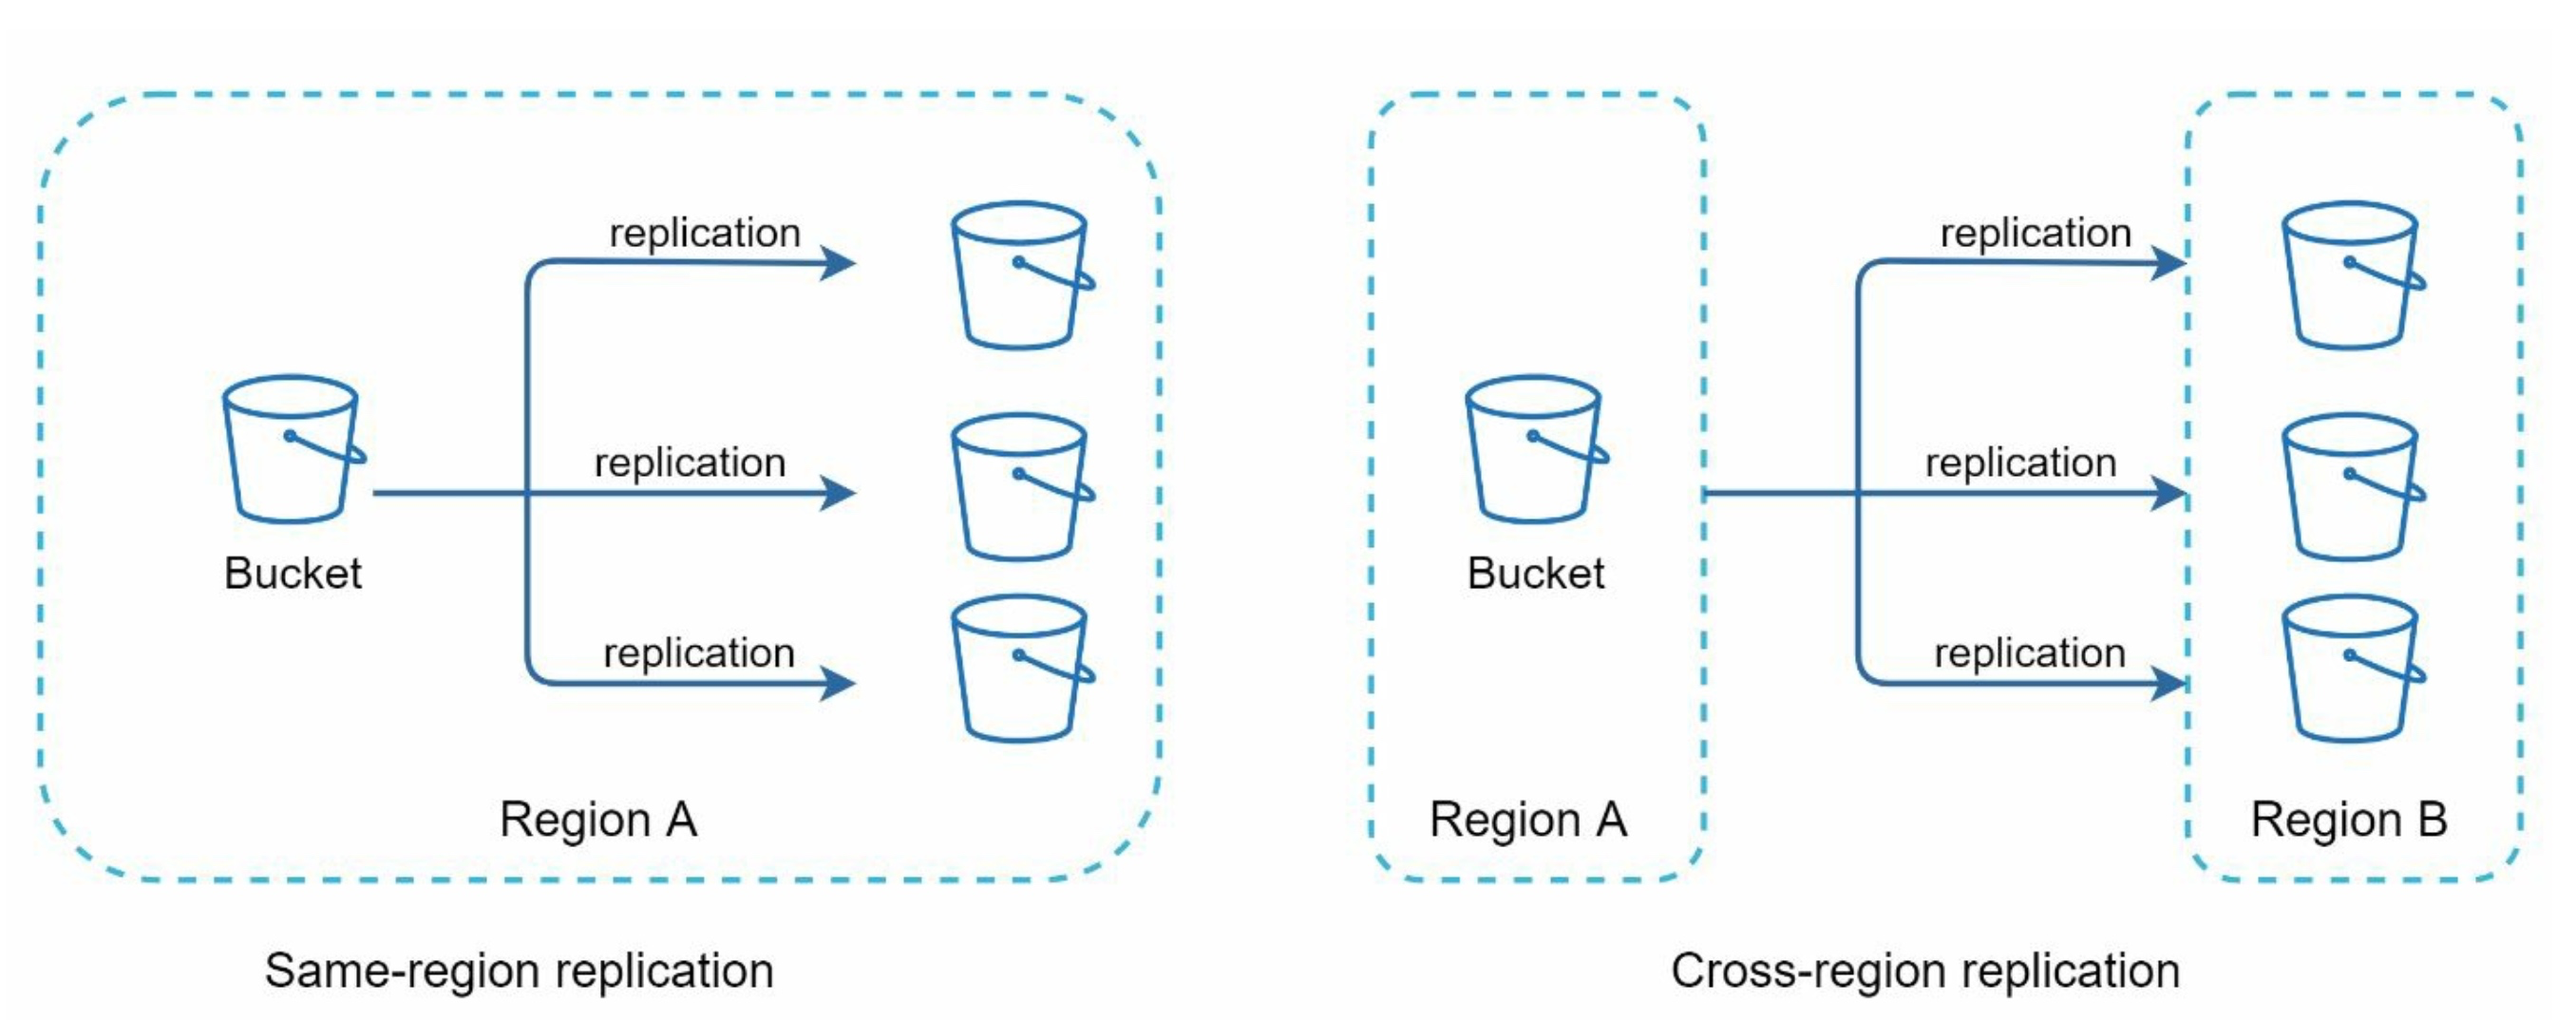 replication
replication
Bucket
replication
Region A
Same-region replication
replication
replication
Bucket
replication
Region A
Region B
Cross-region replication